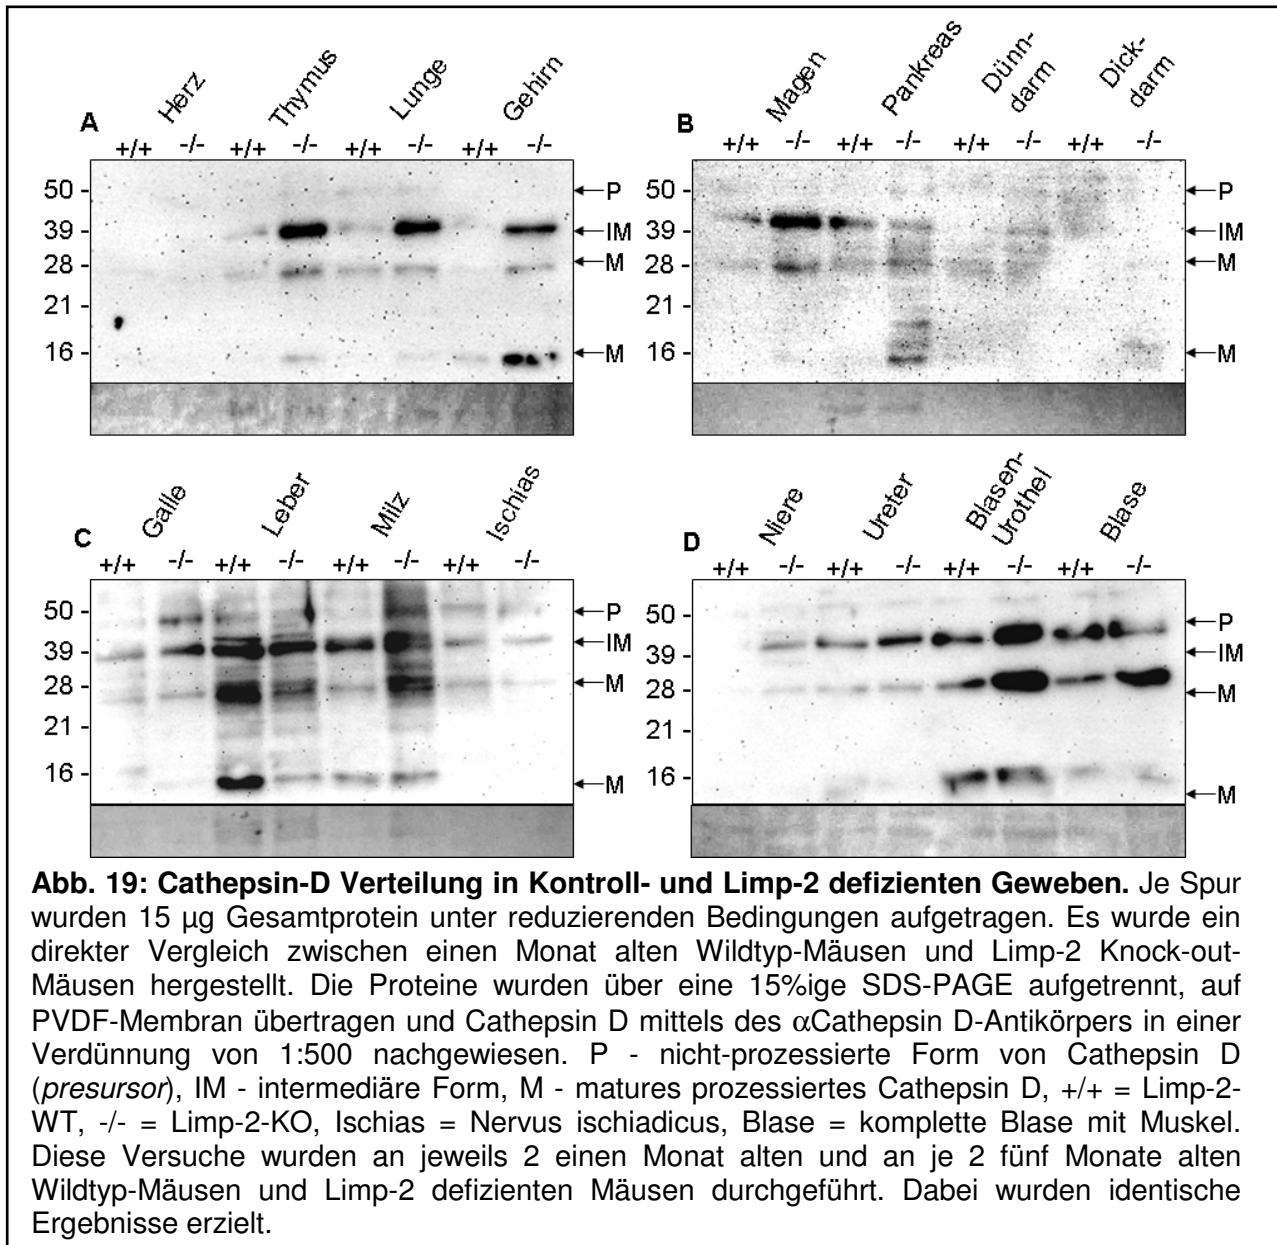 A
Herz Thymus Lunge Gehirn
+/+ -/- +/+ -/- +/+ -/- +/+ -/-
50 - P
39 - IM
28 - M
21 -
16 - M
B
Magen Pankreas Dünn-darm Dick-darm
+/+ -/- +/+ -/- +/+ -/- +/+ -/-
50 - P
39 - IM
28 - M
21 -
16 - M
C
Galle Leber Milz Ischias
+/+ -/- +/+ -/- +/+ -/- +/+ -/-
50 - P
39 - IM
28 - M
21 -
16 - M
D
Niere Ureter Blasen-Urothel Blase
+/+ -/- +/+ -/- +/+ -/- +/+ -/-
50 - P
39 - IM
28 - M
21 -
16 - M
Abb. 19: Cathepsin-D Verteilung in Kontroll- und Limp-2 defizienten Geweben. Je Spur
wurden 15 µg Gesamtprotein unter reduzierenden Bedingungen aufgetragen. Es wurde ein
direkter Vergleich zwischen einen Monat alten Wildtyp-Mäusen und Limp-2 Knock-out-
Mäusen hergestellt. Die Proteine wurden über eine 15%ige SDS-PAGE aufgetrennt, auf
PVDF-Membran übertragen und Cathepsin D mittels des αCathepsin D-Antikörpers in einer
Verdünnung von 1:500 nachgewiesen. P - nicht-prozessierte Form von Cathepsin D
(presursor), IM - intermediäre Form, M - matures prozessiertes Cathepsin D, +/+ = Limp-2-
WT, -/- = Limp-2-KO, Ischias = Nervus ischiadicus, Blase = komplette Blase mit Muskel.
Diese Versuche wurden an jeweils 2 einen Monat alten und an je 2 fünf Monate alten
Wildtyp-Mäusen und Limp-2 defizienten Mäusen durchgeführt. Dabei wurden identische
Ergebnisse erzielt.